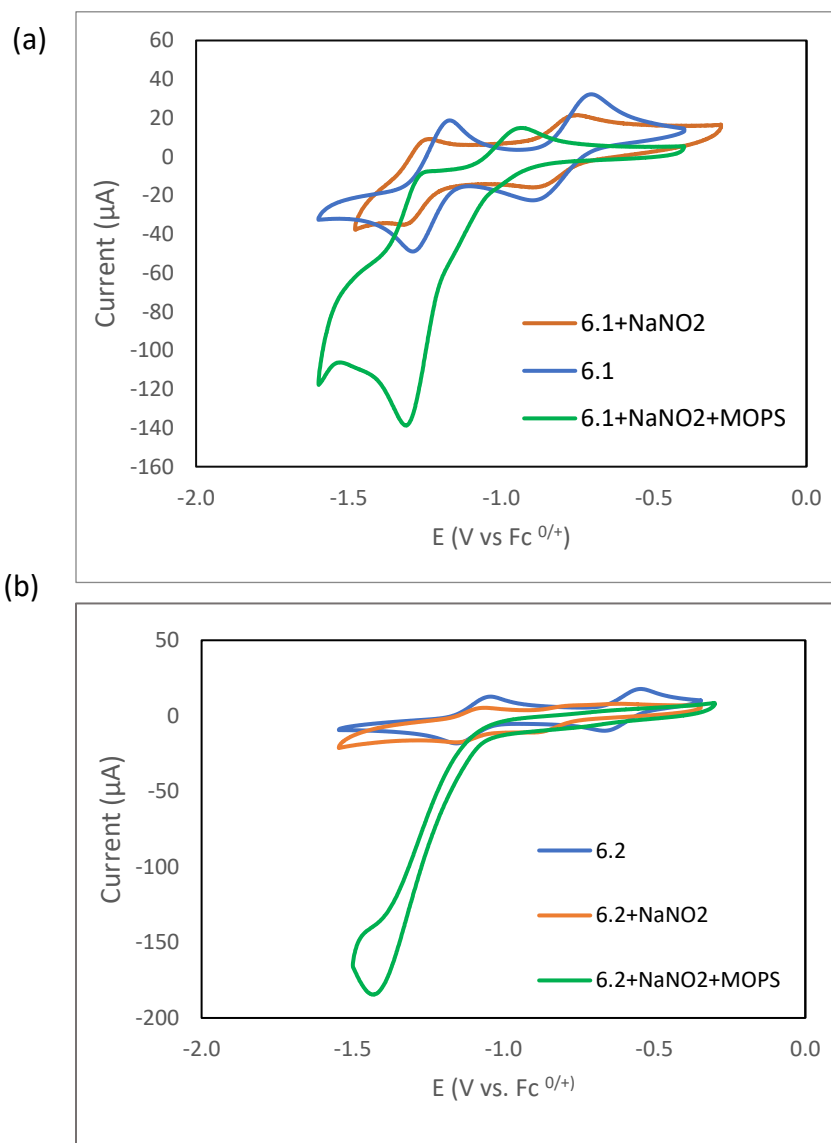 (a)
60
40
20
0
-20
-40
-60
-80
-100
-120
-140
-160
Current (µA)
6.1+NaNO2
6.1
6.1+NaNO2+MOPS
-2.0 -1.5 -1.0 -0.5 0.0
E (V vs Fc 0/+)
(b)
50
0
-50
-100
-150
-200
Current (µA)
6.2
6.2+NaNO2
6.2+NaNO2+MOPS
-2.0 -1.5 -1.0 -0.5 0.0
E (V vs. Fc 0/+)